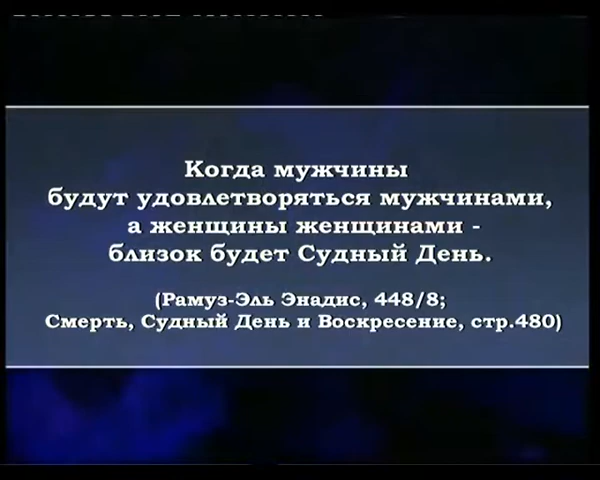 Когда мужчины
будут удовлетворяться мужчинами,
а женщины женщинами -
близок будет Судный День.
(Рамуз-Эль Энадис, 448/8;
Смерть, Судный День и Воскресение, стр.480)